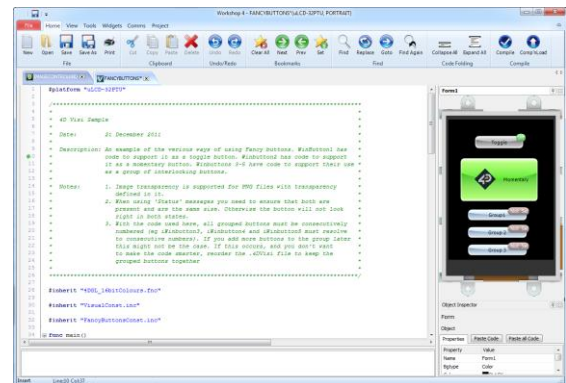 Workshop 4 - FANCYBUTTONS*(uLCD-32PTU, PORTRAIT)
File Home View Tools Widgets Comms Project
New Open Save Save As Print Cut Copy Paste Delete Undo Redo Back Next Prev Set Find Replace Goto Find Again Collapse All Expand All Compile Comp'nLoad
File Clipboard Undo/Redo Bookmarks Find Code Folding Compile
FANCYBUTTONS*
#platform "uLCD-32PTU"
4D Visi Sample
Date: 2; December 2011
Description: An example of the various ways of using Fancy buttons. Winbutton1 has
code to support it as a toggle button. Winbutton2 has code to support
it as a momentary button. Winbuttons 3-5 have code to support their use
as a group of interlocking buttons.
Notes: 1. Image transparency is supported for PNG files with transparency
defined in it.
2. When using 'Status' messages you need to ensure that both are
present and are the same size. Otherwise the button will not look
right in both states.
3. With the code used here, all grouped buttons must be consecutively
numbered (eg iWinbutton3, iWinbutton4 and iWinbutton5 must resolve
to consecutive numbers). If you add more buttons to the group later
this might not be the case. If this occurs, and you don't want
to make the code smarter, reorder the .4DVisi file to keep the
grouped buttons together
#inherit "4DGL_16bitColours.fnc"
#inherit "VisualConst.inc"
#inherit "FancyButtonsConst.inc"
func main()
Form1
Toggle
4D Momentary
Group1
Group 2
Group 3
Object Inspector
Form
Object
Properties Paste Code Paste all Code
Property Value
Name Form1
Bgtype Color
Insert Line:10 Col:37